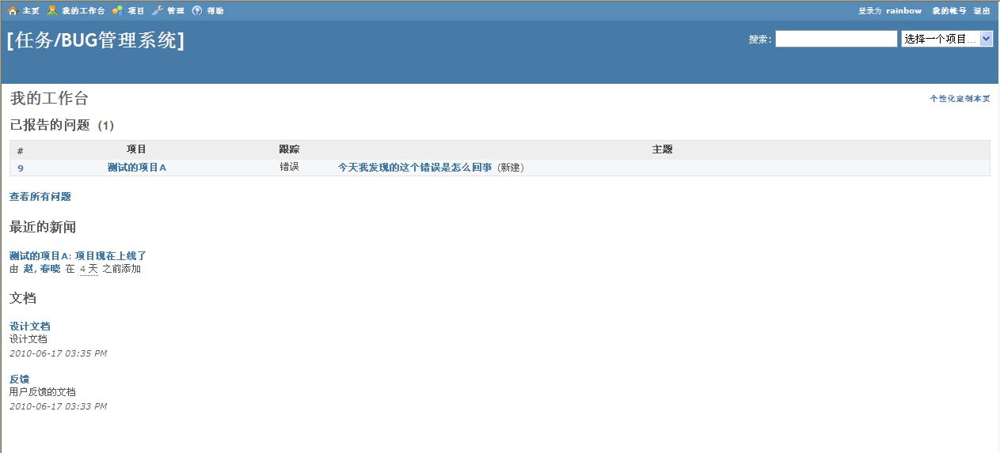 主页 我的工作台 项目 管理 帮助 登录为 rainbow 我的帐号 退出
[任务/BUG管理系统] 搜索: 选择一个项目...
我的工作台 个性化定制本页
已报告的问题 (1)
# 项目 跟踪 主题
9 测试的项目A 错误 今天我发现的这个错误是怎么回事 (新建)
查看所有问题
最近的新闻
测试的项目A: 项目现在上线了
由 赵, 春晓 在 4 天 之前添加
文档
设计文档
设计文档
2010-06-17 03:35 PM
反馈
用户反馈的文档
2010-06-17 03:33 PM